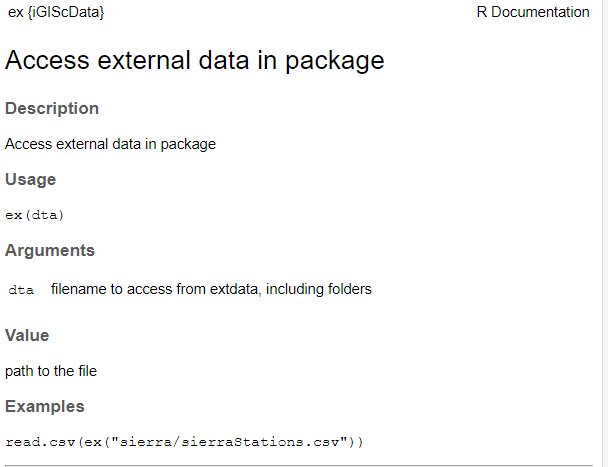 ex {iGIScData} R Documentation
Access external data in package
Description
Access external data in package
Usage
ex(dta)
Arguments
dta filename to access from extdata, including folders
Value
path to the file
Examples
read.csv(ex("sierra/sierraStations.csv"))